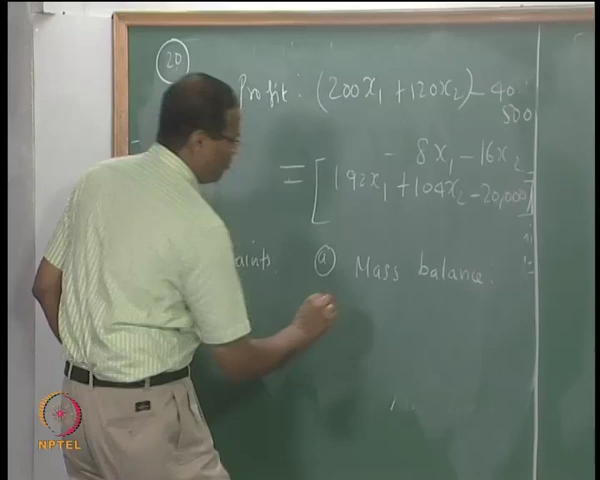 20
Profit: (200x₁ + 120x₂) - 40
500
- 8x₁ - 16x₂
= [192x₁ + 104x₂ - 20,000]
aints. (a) Mass balance.
NPTEL